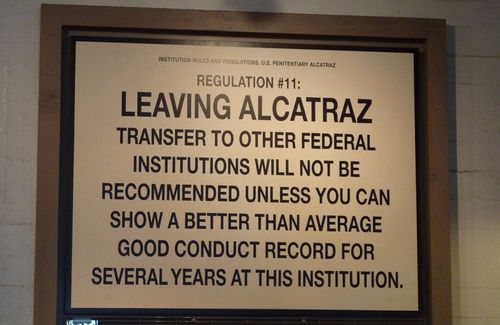 INSTITUTION RULES AND REGULATIONS, U.S. PENITENTIARY ALCATRAZ
REGULATION #11:
LEAVING ALCATRAZ
TRANSFER TO OTHER FEDERAL
INSTITUTIONS WILL NOT BE
RECOMMENDED UNLESS YOU CAN
SHOW A BETTER THAN AVERAGE
GOOD CONDUCT RECORD FOR
SEVERAL YEARS AT THIS INSTITUTION.